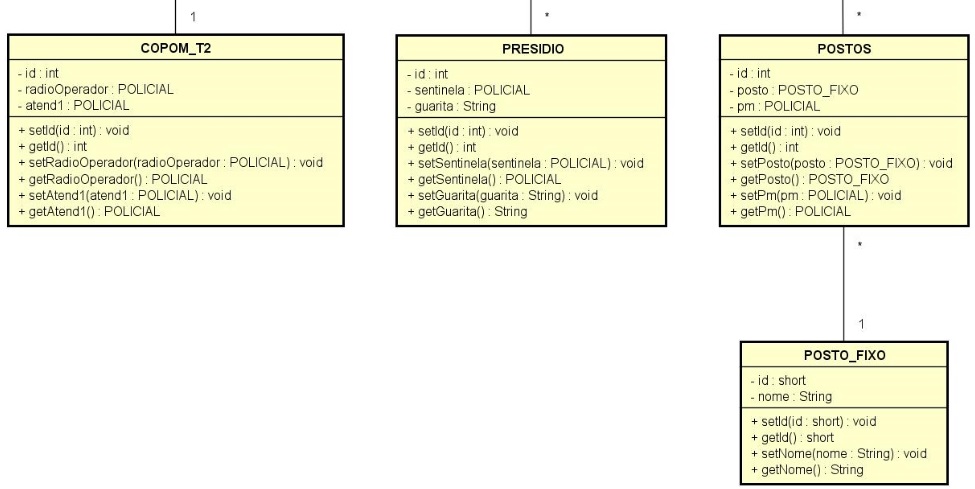 1
*
*
COPOM_T2
- id : int
- radioOperador : POLICIAL
- atend1 : POLICIAL
+ setId(id : int) : void
+ getId() : int
+ setRadioOperador(radioOperador : POLICIAL) : void
+ getRadioOperador() : POLICIAL
+ setAtend1(atend1 : POLICIAL) : void
+ getAtend1() : POLICIAL
PRESIDIO
- id : int
- sentinela : POLICIAL
- guarita : String
+ setId(id : int) : void
+ getId() : int
+ setSentinela(sentinela : POLICIAL) : void
+ getSentinela() : POLICIAL
+ setGuarita(guarita : String) : void
+ getGuarita() : String
POSTOS
- id : int
- posto : POSTO_FIXO
- pm : POLICIAL
+ setId(id : int) : void
+ getId() : int
+ setPosto(posto : POSTO_FIXO) : void
+ getPosto() : POSTO_FIXO
+ setPm(pm : POLICIAL) : void
+ getPm() : POLICIAL
*
1
POSTO_FIXO
- id : short
- nome : String
+ setId(id : short) : void
+ getId() : short
+ setNome(nome : String) : void
+ getNome() : String